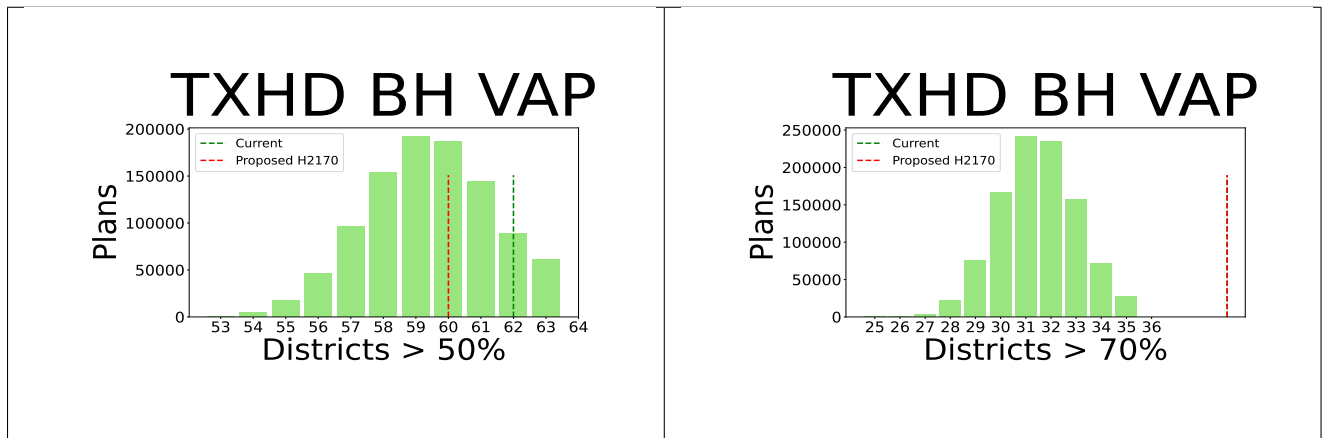 TXHD BH VAP
Current
Proposed H2170
Plans
200000
150000
100000
50000
0
53 54 55 56 57 58 59 60 61 62 63 64
Districts > 50%
TXHD BH VAP
Current
Proposed H2170
Plans
250000
200000
150000
100000
50000
0
25 26 27 28 29 30 31 32 33 34 35 36
Districts > 70%